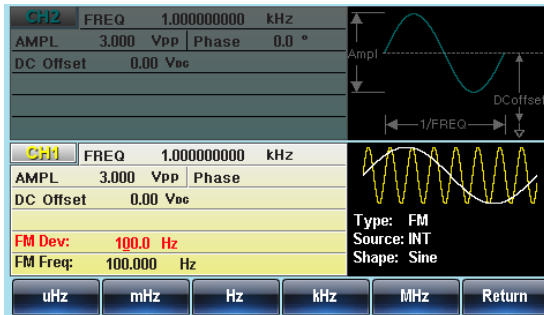 CH2 FREQ 1.000000000 kHz
AMPL 3.000 Vpp Phase 0.0 °
DC Offset 0.00 VDC
Ampl
DCoffset
1/FREQ
CH1 FREQ 1.000000000 kHz
AMPL 3.000 Vpp Phase
DC Offset 0.00 VDC
FM Dev: 100.0 Hz
FM Freq: 100.000 Hz
Type: FM
Source: INT
Shape: Sine
uHz mHz Hz kHz MHz Return